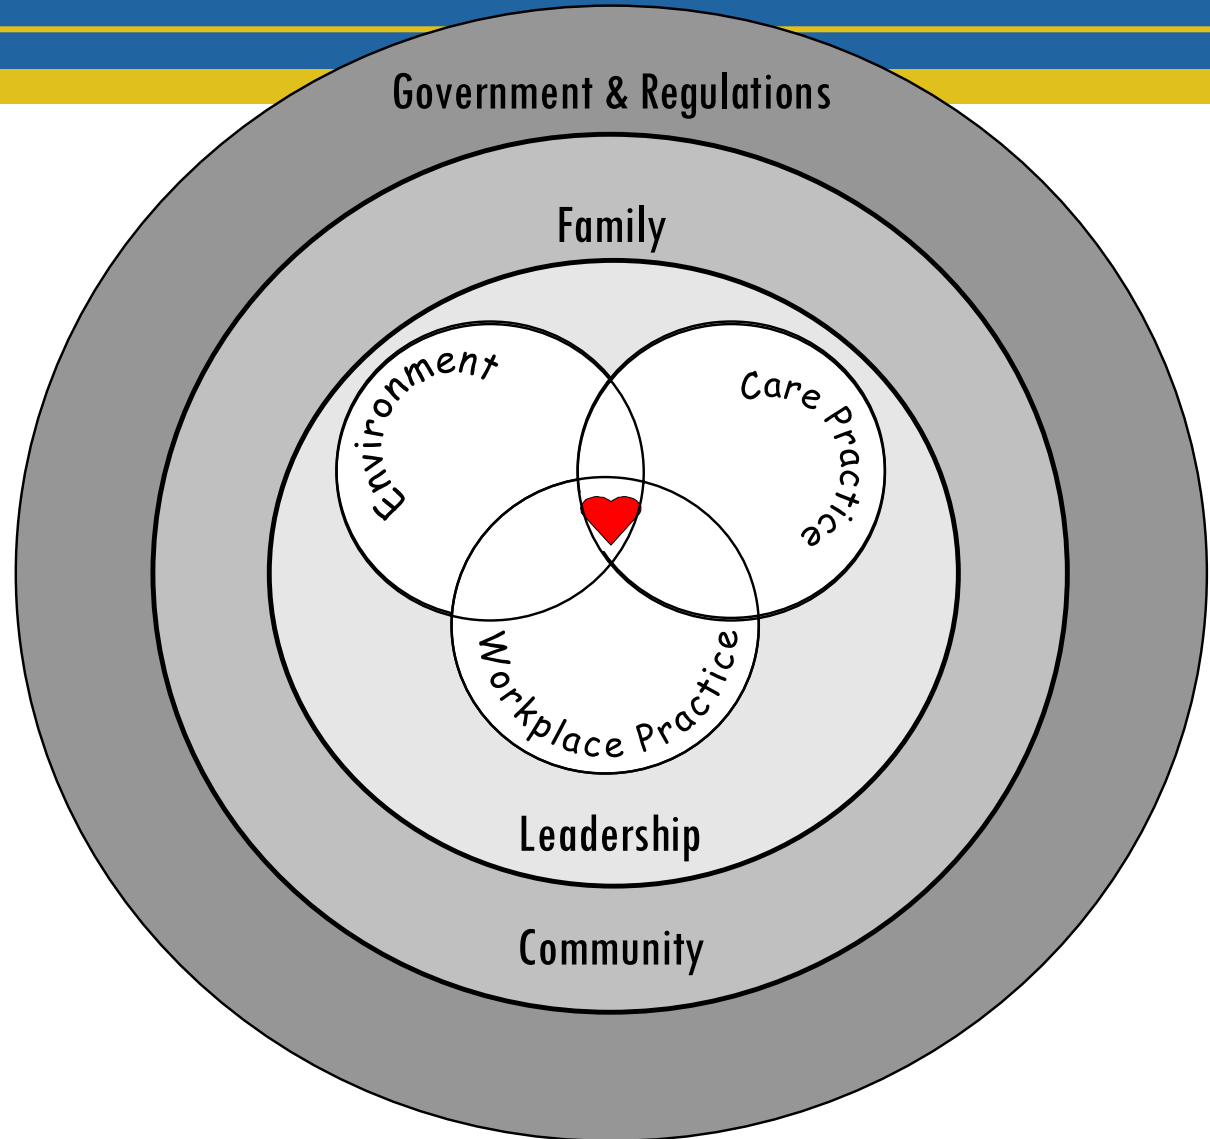 Government & Regulations
Family
Environment
Care Practice
Workplace Practice
Leadership
Community